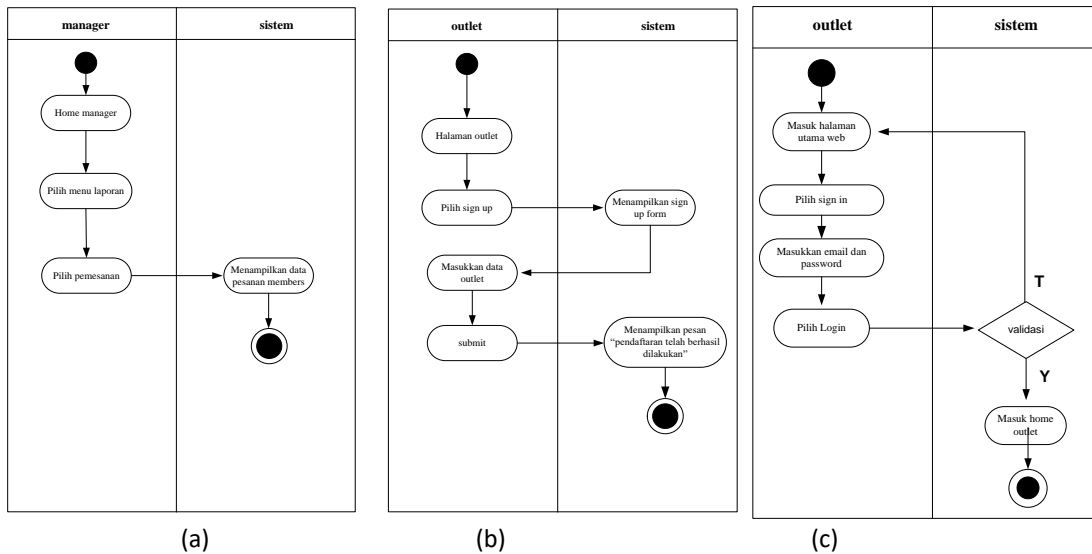 manager
sistem
Home manager
Pilih menu laporan
Pilih pemesanan
Menampilkan data
pesanan members
(a)
outlet
sistem
Halaman outlet
Pilih sign up
Menampilkan sign
up form
Masukkan data
outlet
submit
Menampilkan pesan
“pendaftaran telah berhasil
dilakukan”
(b)
outlet
sistem
Masuk halaman
utama web
Pilih sign in
Masukkan email dan
password
Pilih Login
T
validasi
Y
Masuk home
outlet
(c)